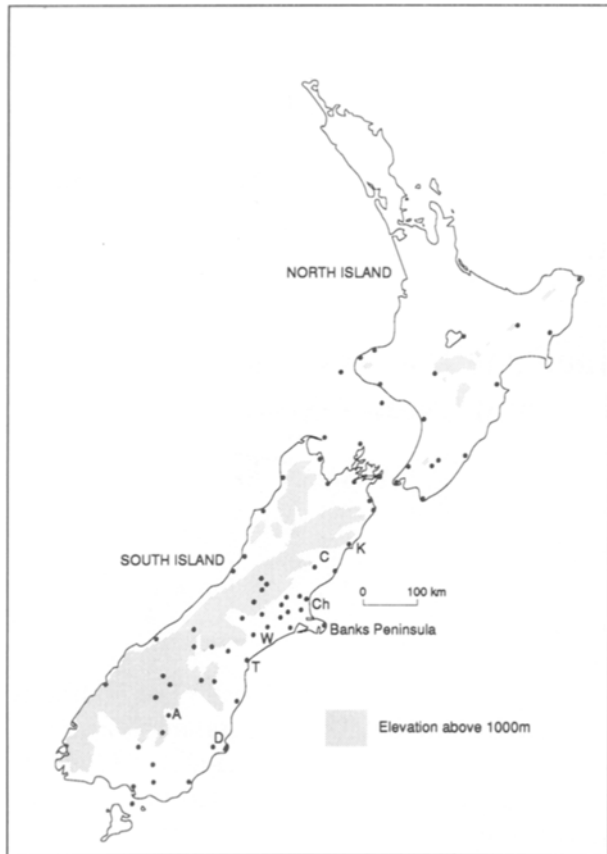 NORTH ISLAND
SOUTH ISLAND
K
C
0 100 km
Ch
Banks Peninsula
W
T
A
Elevation above 1000m
D